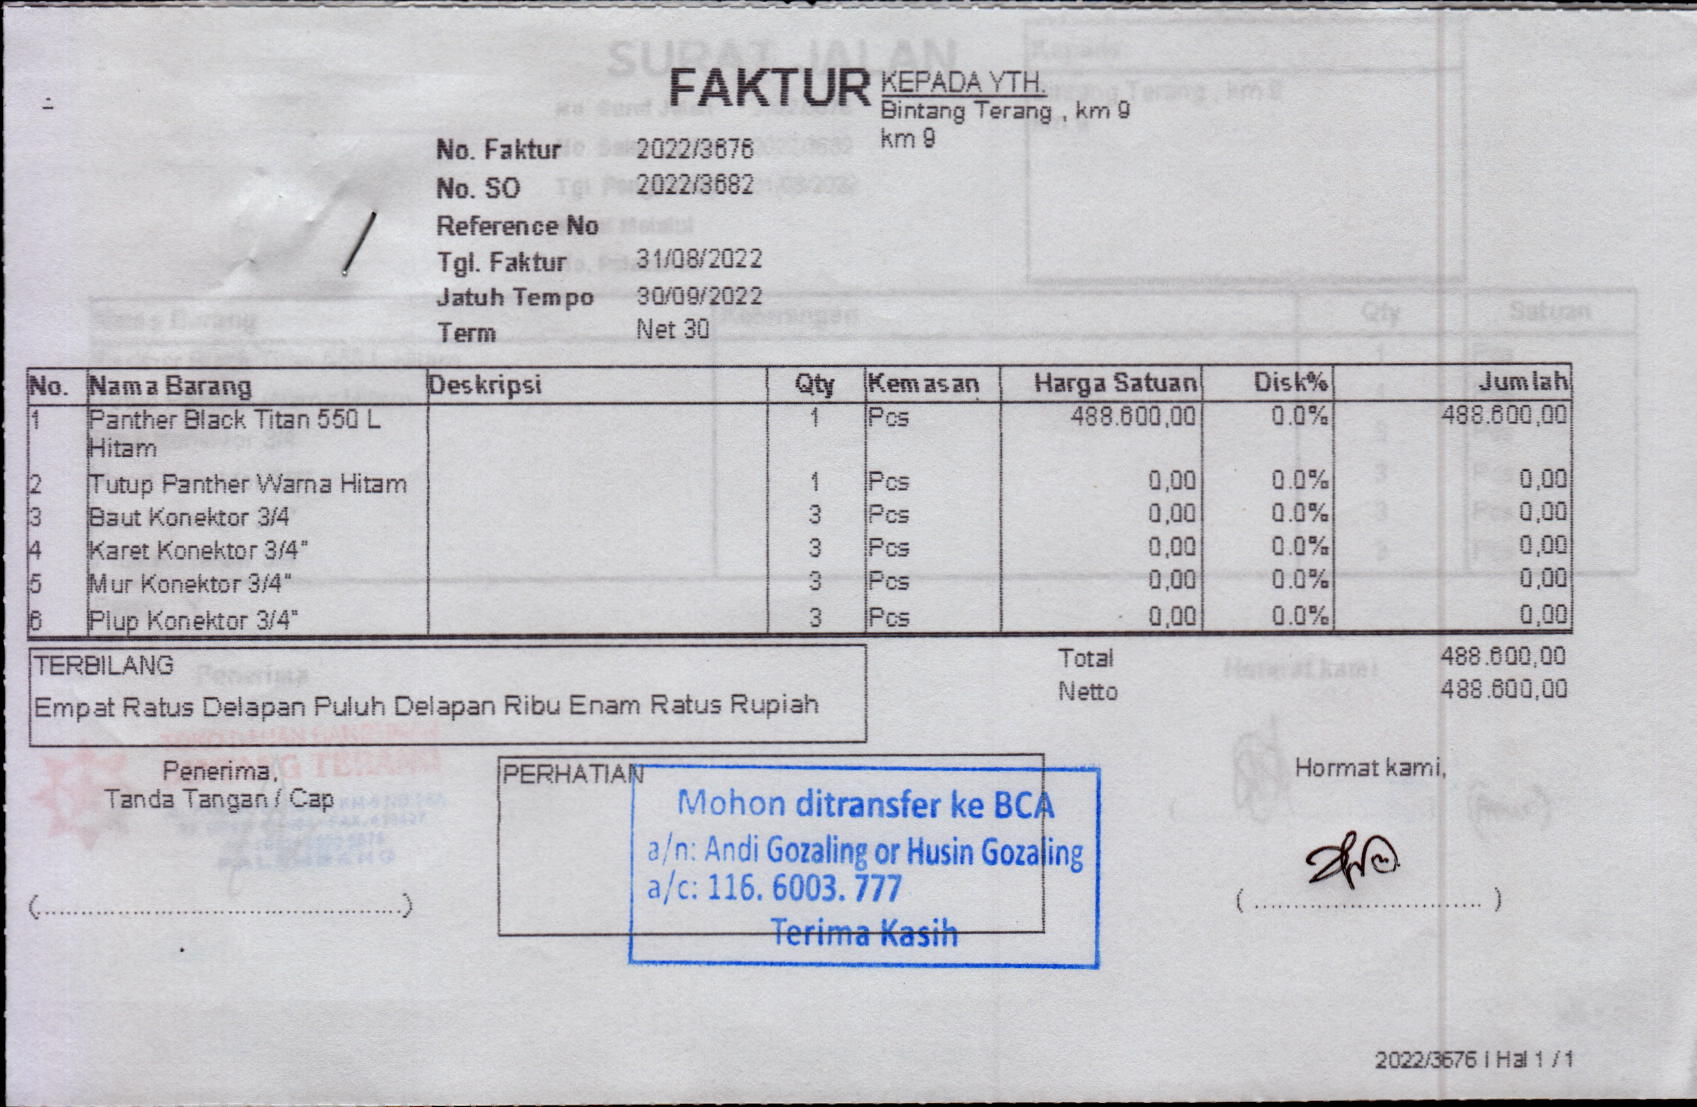 FAKTUR
KEPADA YTH.
Bintang Terang , km 9
km 9
No. Faktur 2022/3676
No. SO 2022/3682
Reference No
Tgl. Faktur 31/08/2022
Jatuh Tempo 30/09/2022
Term Net 30
No. Nama Barang Deskripsi Qty Kemasan Harga Satuan Disk% Jumlah
1 Panther Black Titan 550 L 1 Pcs 488.600,00 0.0% 488.600,00
Hitam
2 Tutup Panther Warna Hitam 1 Pcs 0,00 0.0% 0,00
3 Baut Konektor 3/4" 3 Pcs 0,00 0.0% 0,00
4 Karet Konektor 3/4" 3 Pcs 0,00 0.0% 0,00
5 Mur Konektor 3/4" 3 Pcs 0,00 0.0% 0,00
6 Plup Konektor 3/4" 3 Pcs 0,00 0.0% 0,00
TERBILANG
Empat Ratus Delapan Puluh Delapan Ribu Enam Ratus Rupiah
Total 488.600,00
Netto 488.600,00
Penerima,
Tanda Tangan / Cap
PERHATIAN
Mohon ditransfer ke BCA
a/n: Andi Gozaling or Husin Gozaling
a/c: 116. 6003. 777
Terima Kasih
Hormat kami,
2022/3676 | Hal 1 / 1
SURAT JALAN